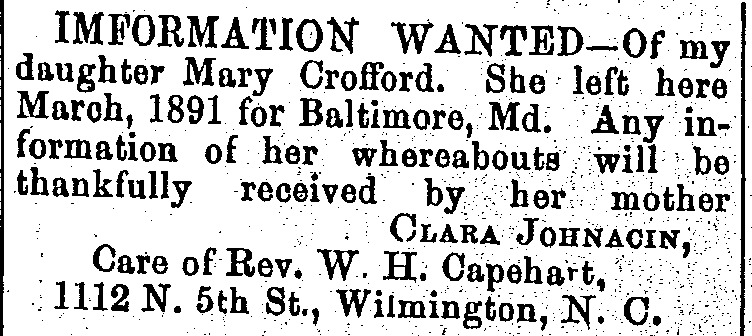 IMFORMATION WANTED—Of my
daughter Mary Crofford. She left here
March, 1891 for Baltimore, Md. Any in-
formation of her whereabouts will be
thankfully received by her mother
CLARA JOHNACIN,
Care of Rev. W. H. Capehart,
1112 N. 5th St., Wilmington, N. C.